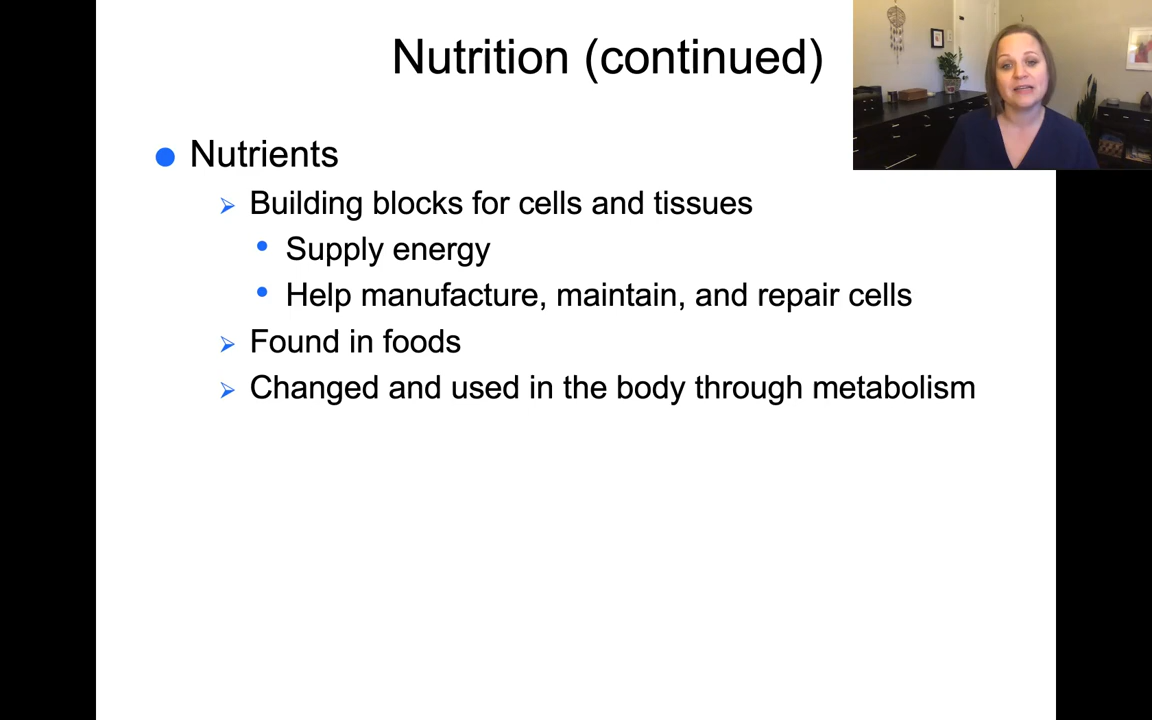 Nutrition (continued)
Nutrients
Building blocks for cells and tissues
Supply energy
Help manufacture, maintain, and repair cells
Found in foods
Changed and used in the body through metabolism